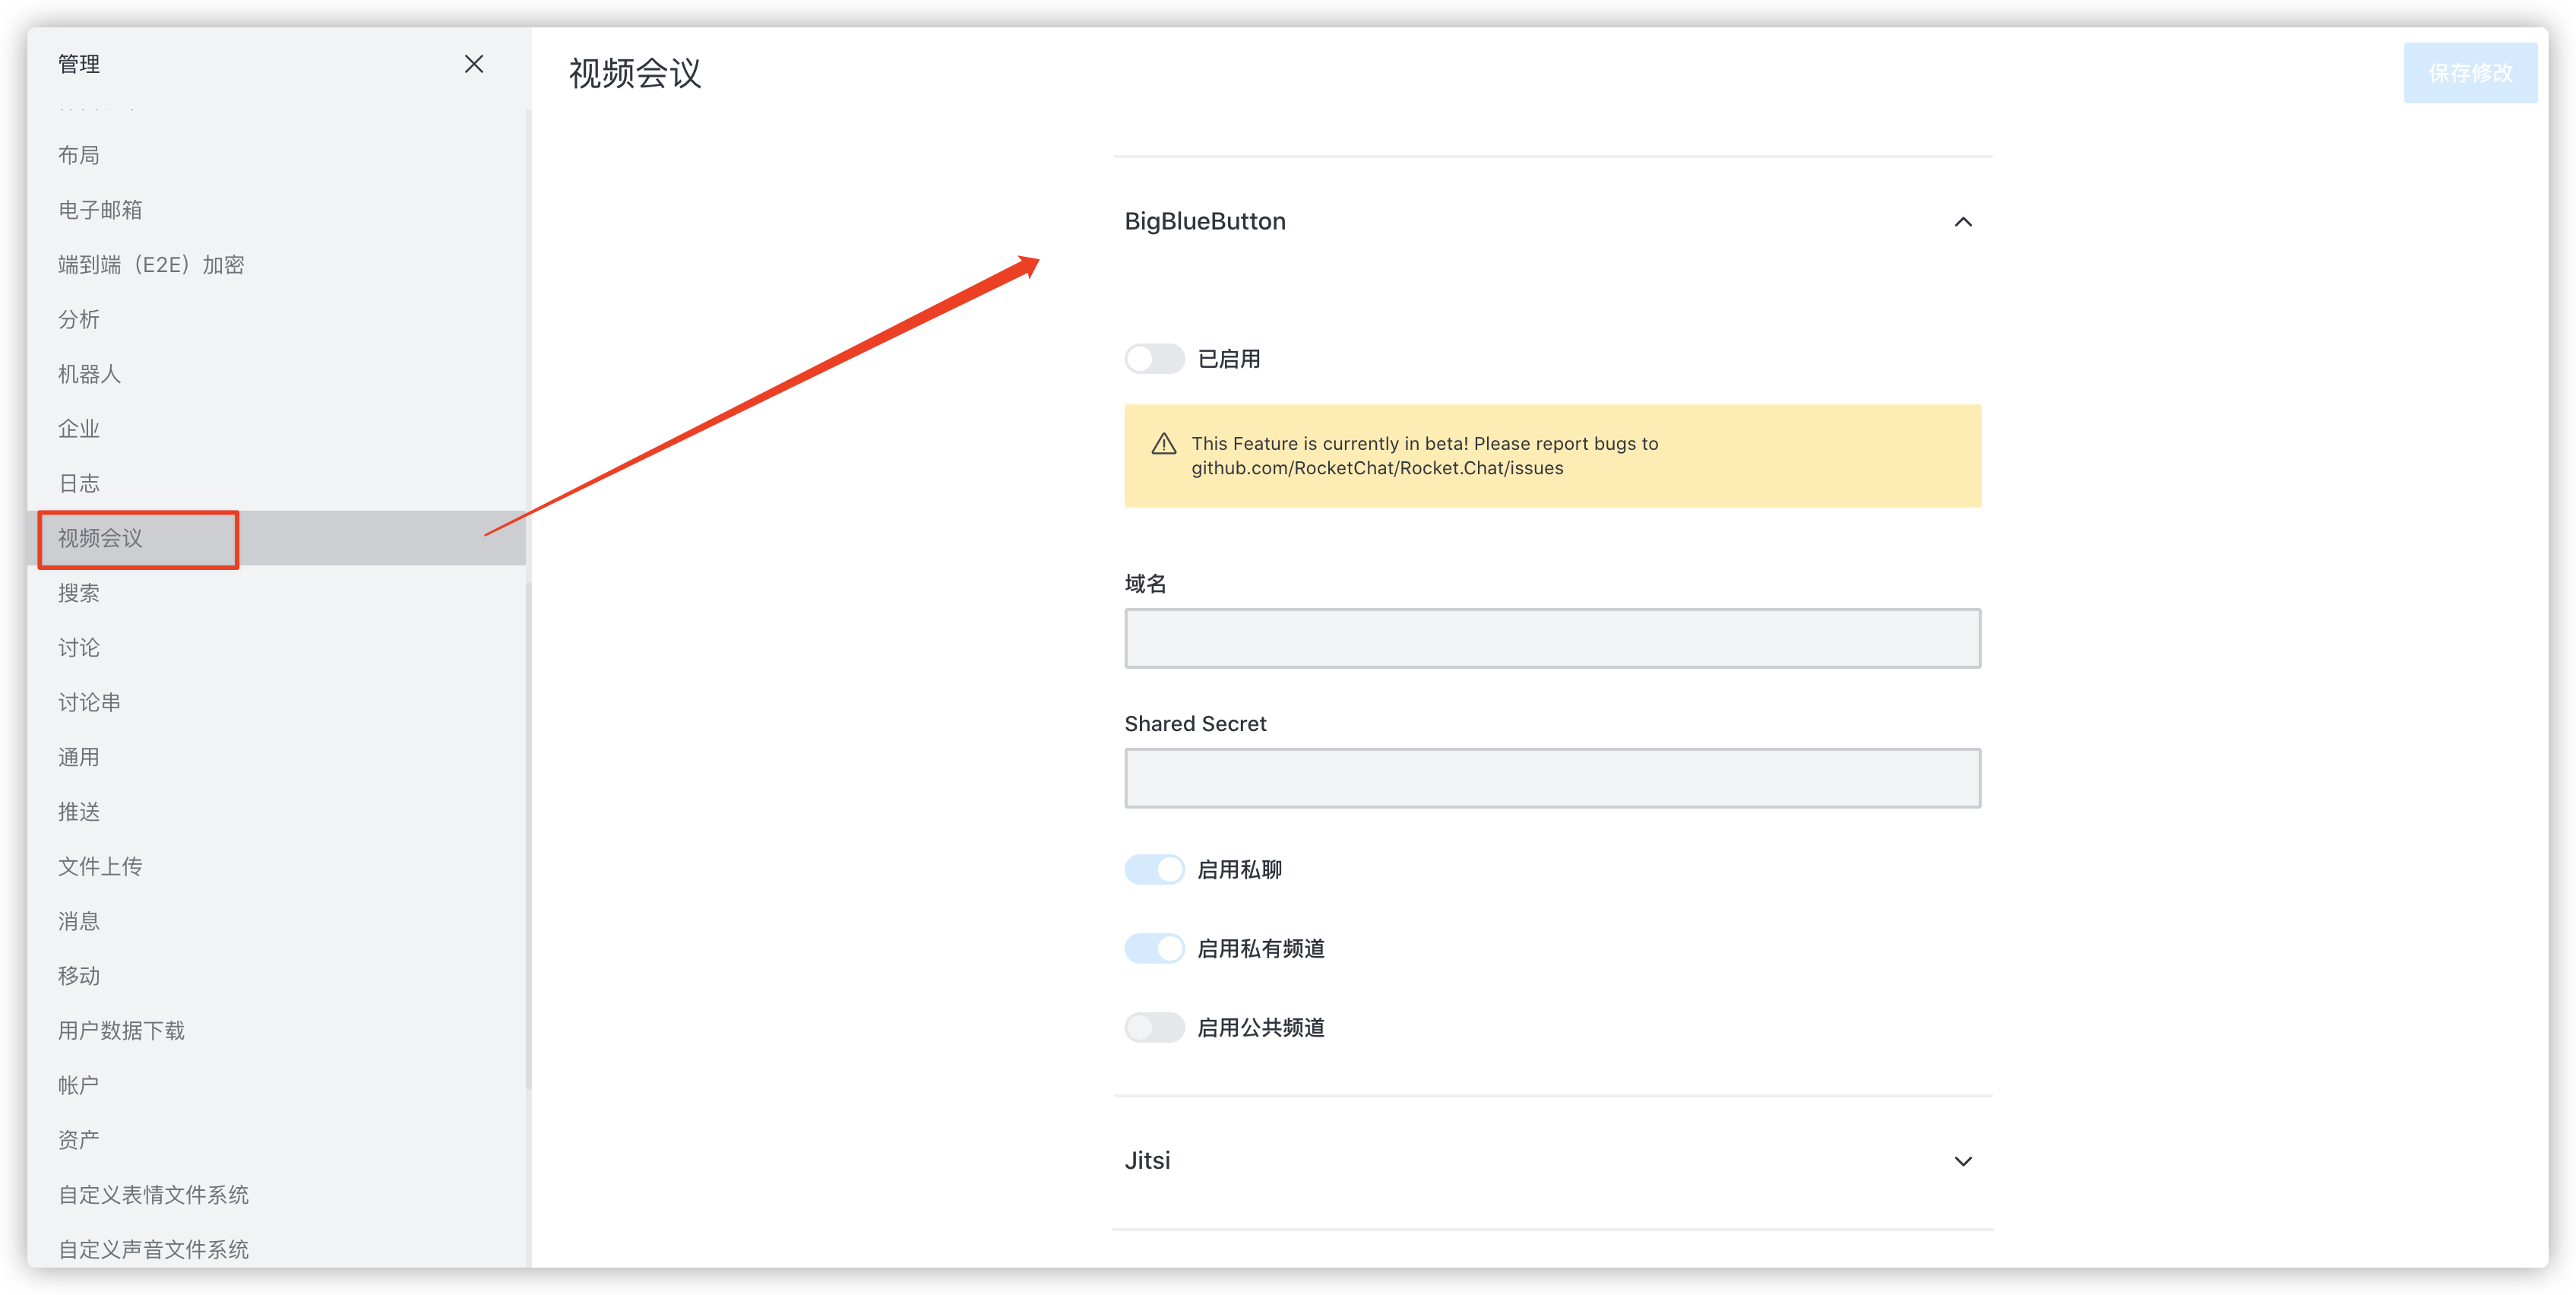 管理
布局
电子邮箱
端到端（E2E）加密
分析
机器人
企业
日志
视频会议
搜索
讨论
讨论串
通用
推送
文件上传
消息
移动
用户数据下载
帐户
资产
自定义表情文件系统
自定义声音文件系统
视频会议
保存修改
BigBlueButton
已启用
This Feature is currently in beta! Please report bugs to
github.com/RocketChat/Rocket.Chat/issues
域名
Shared Secret
启用私聊
启用私有频道
启用公共频道
Jitsi